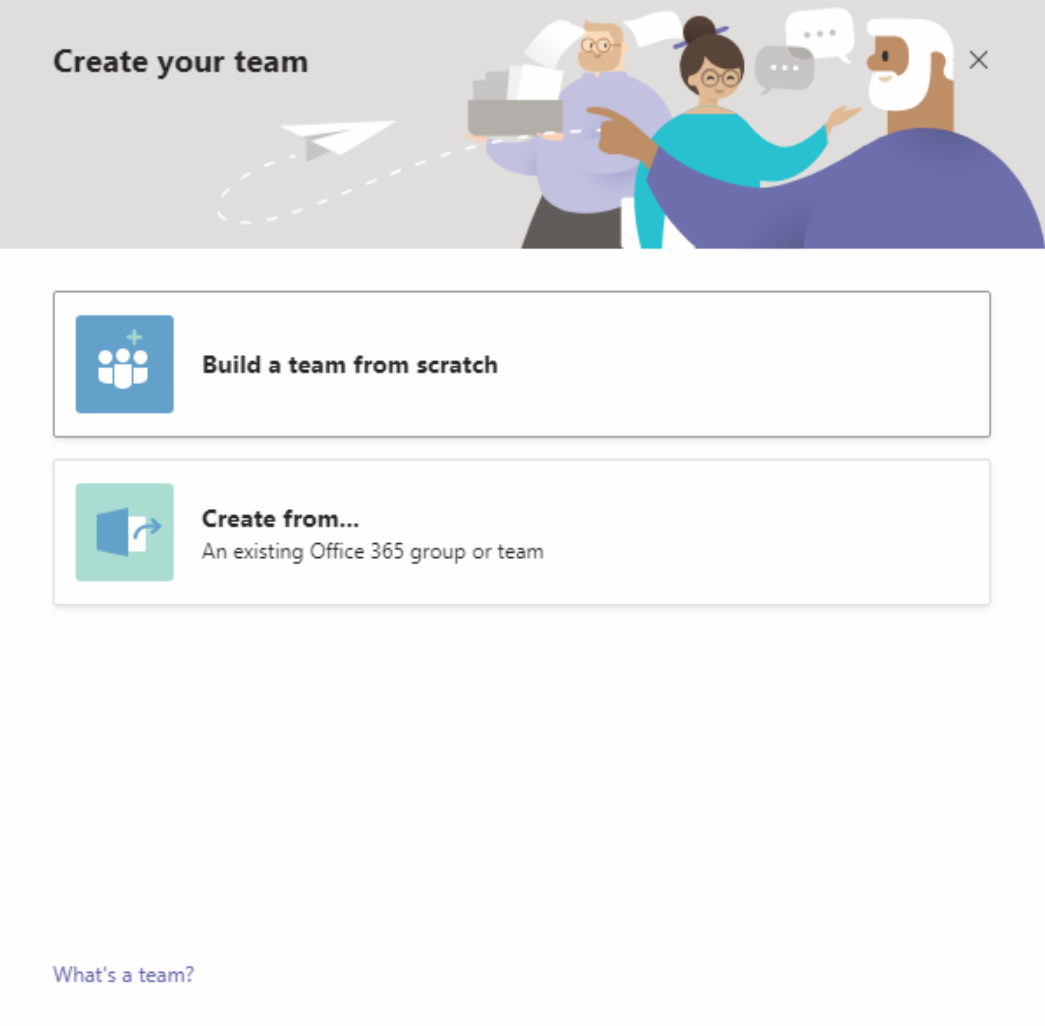 Create your team
Build a team from scratch
Create from...
An existing Office 365 group or team
What's a team?